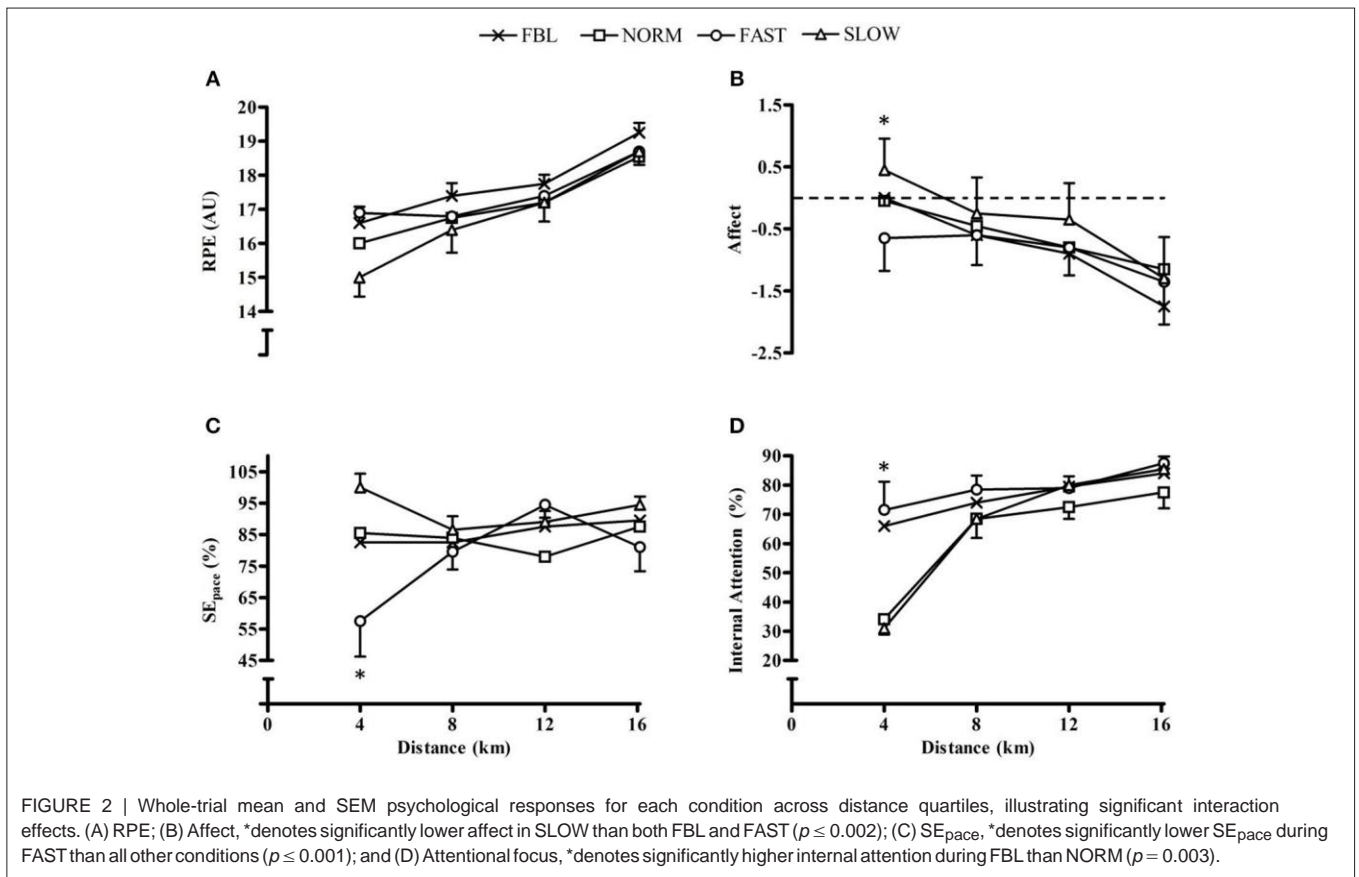 FBL NORM FAST SLOW
A
B
RPE (AU)
20
19
18
17
16
15
14
Affect
1.5
0.5
-0.5
-1.5
-2.5
*
C
D
SEpace (%)
105
95
85
75
65
55
45
*
0 4 8 12 16
Distance (km)
Internal Attention (%)
90
80
70
60
50
40
30
20
*
0 4 8 12 16
Distance (km)
FIGURE 2 | Whole-trial mean and SEM psychological responses for each condition across distance quartiles, illustrating significant interaction
effects. (A) RPE; (B) Affect, *denotes significantly lower affect in SLOW than both FBL and FAST (p ≤ 0.002); (C) SEpace, *denotes significantly lower SEpace during
FAST than all other conditions (p ≤ 0.001); and (D) Attentional focus, *denotes significantly higher internal attention during FBL than NORM (p = 0.003).